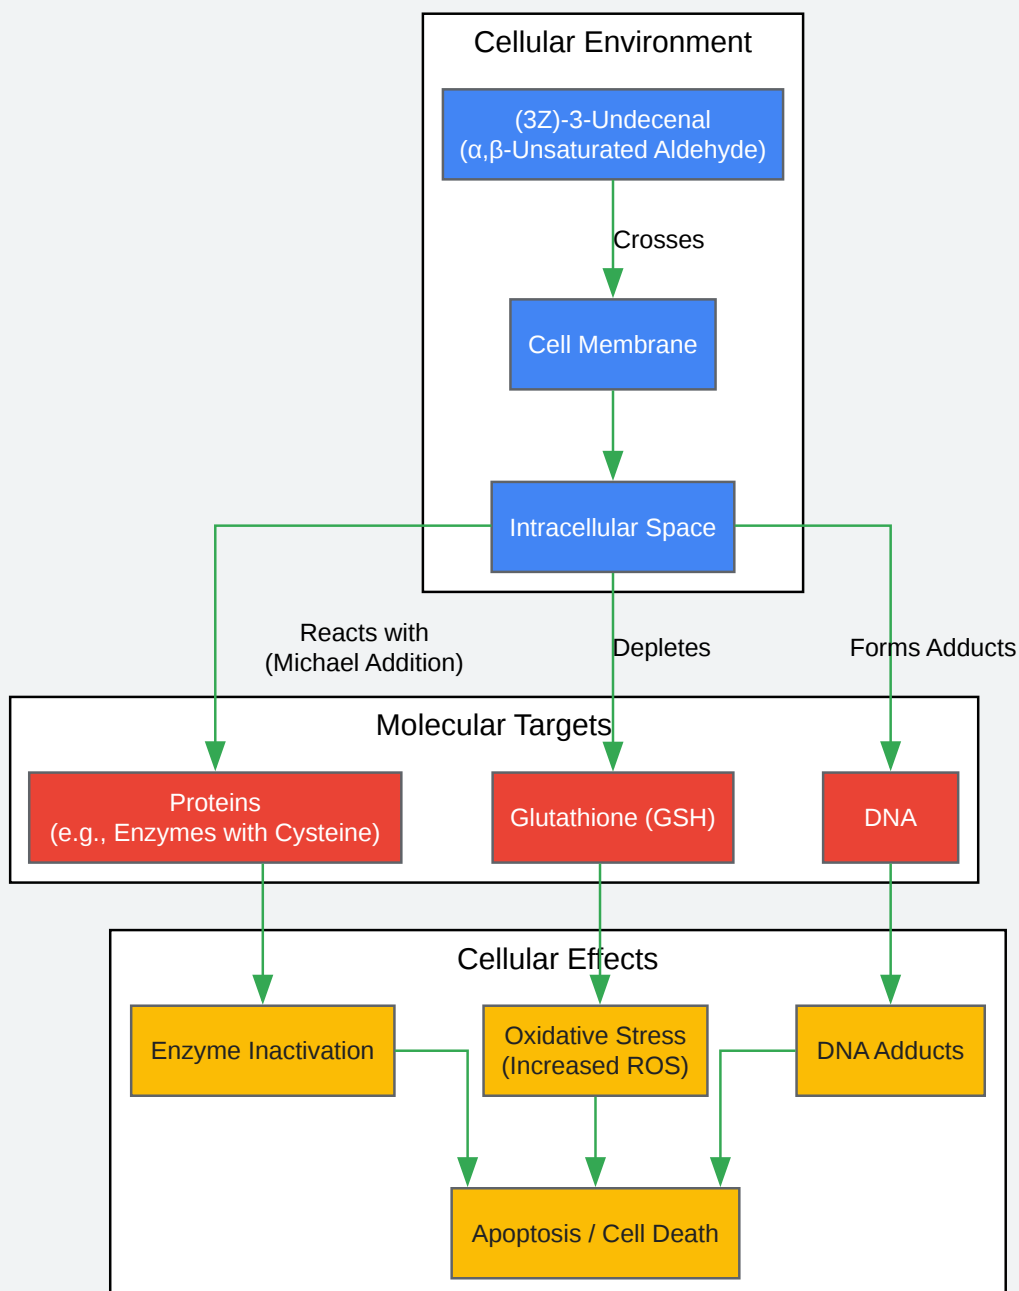 Cellular Environment
(3Z)-3-Undecenal
(α,β-Unsaturated Aldehyde)
Crosses
Cell Membrane
Intracellular Space
Reacts with
(Michael Addition)
Depletes
Forms Adducts
Molecular Targets
Proteins
(e.g., Enzymes with Cysteine)
Glutathione (GSH)
DNA
Cellular Effects
Enzyme Inactivation
Oxidative Stress
(Increased ROS)
DNA Adducts
Apoptosis / Cell Death